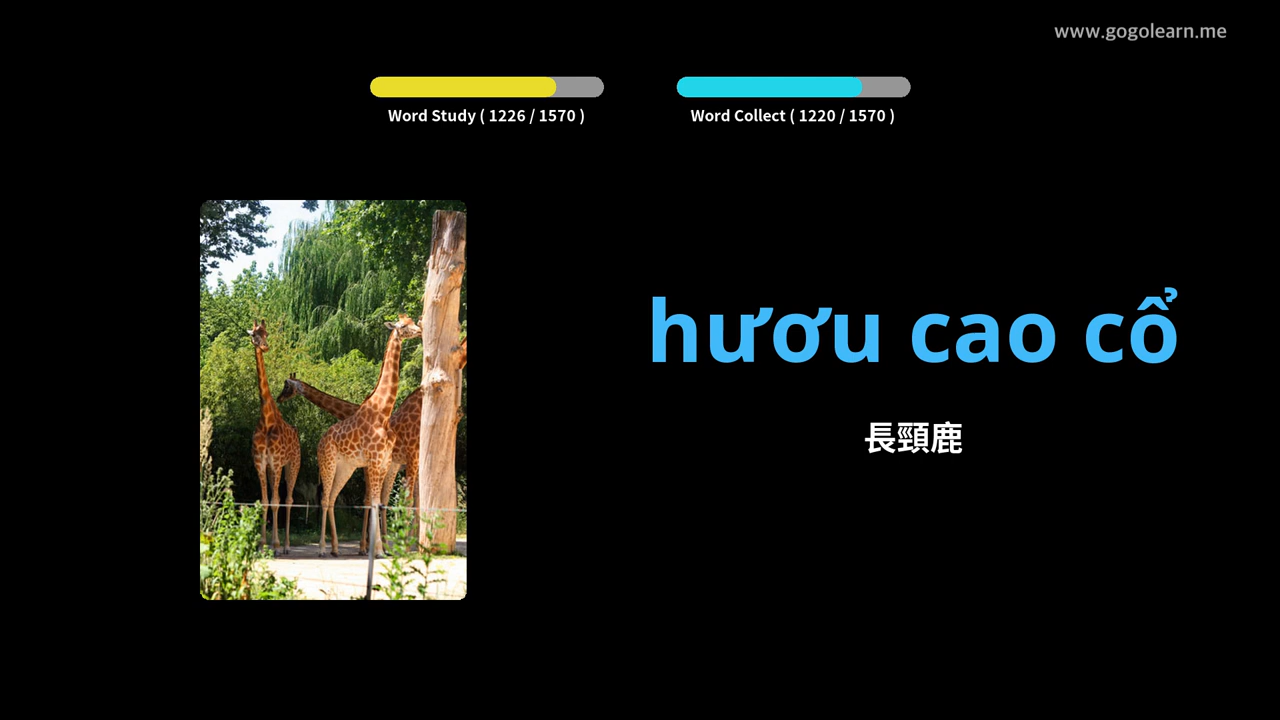 www.gogolearn.me
Word Study ( 1226 / 1570 )
Word Collect ( 1220 / 1570 )
hươu cao cổ
長頸鹿